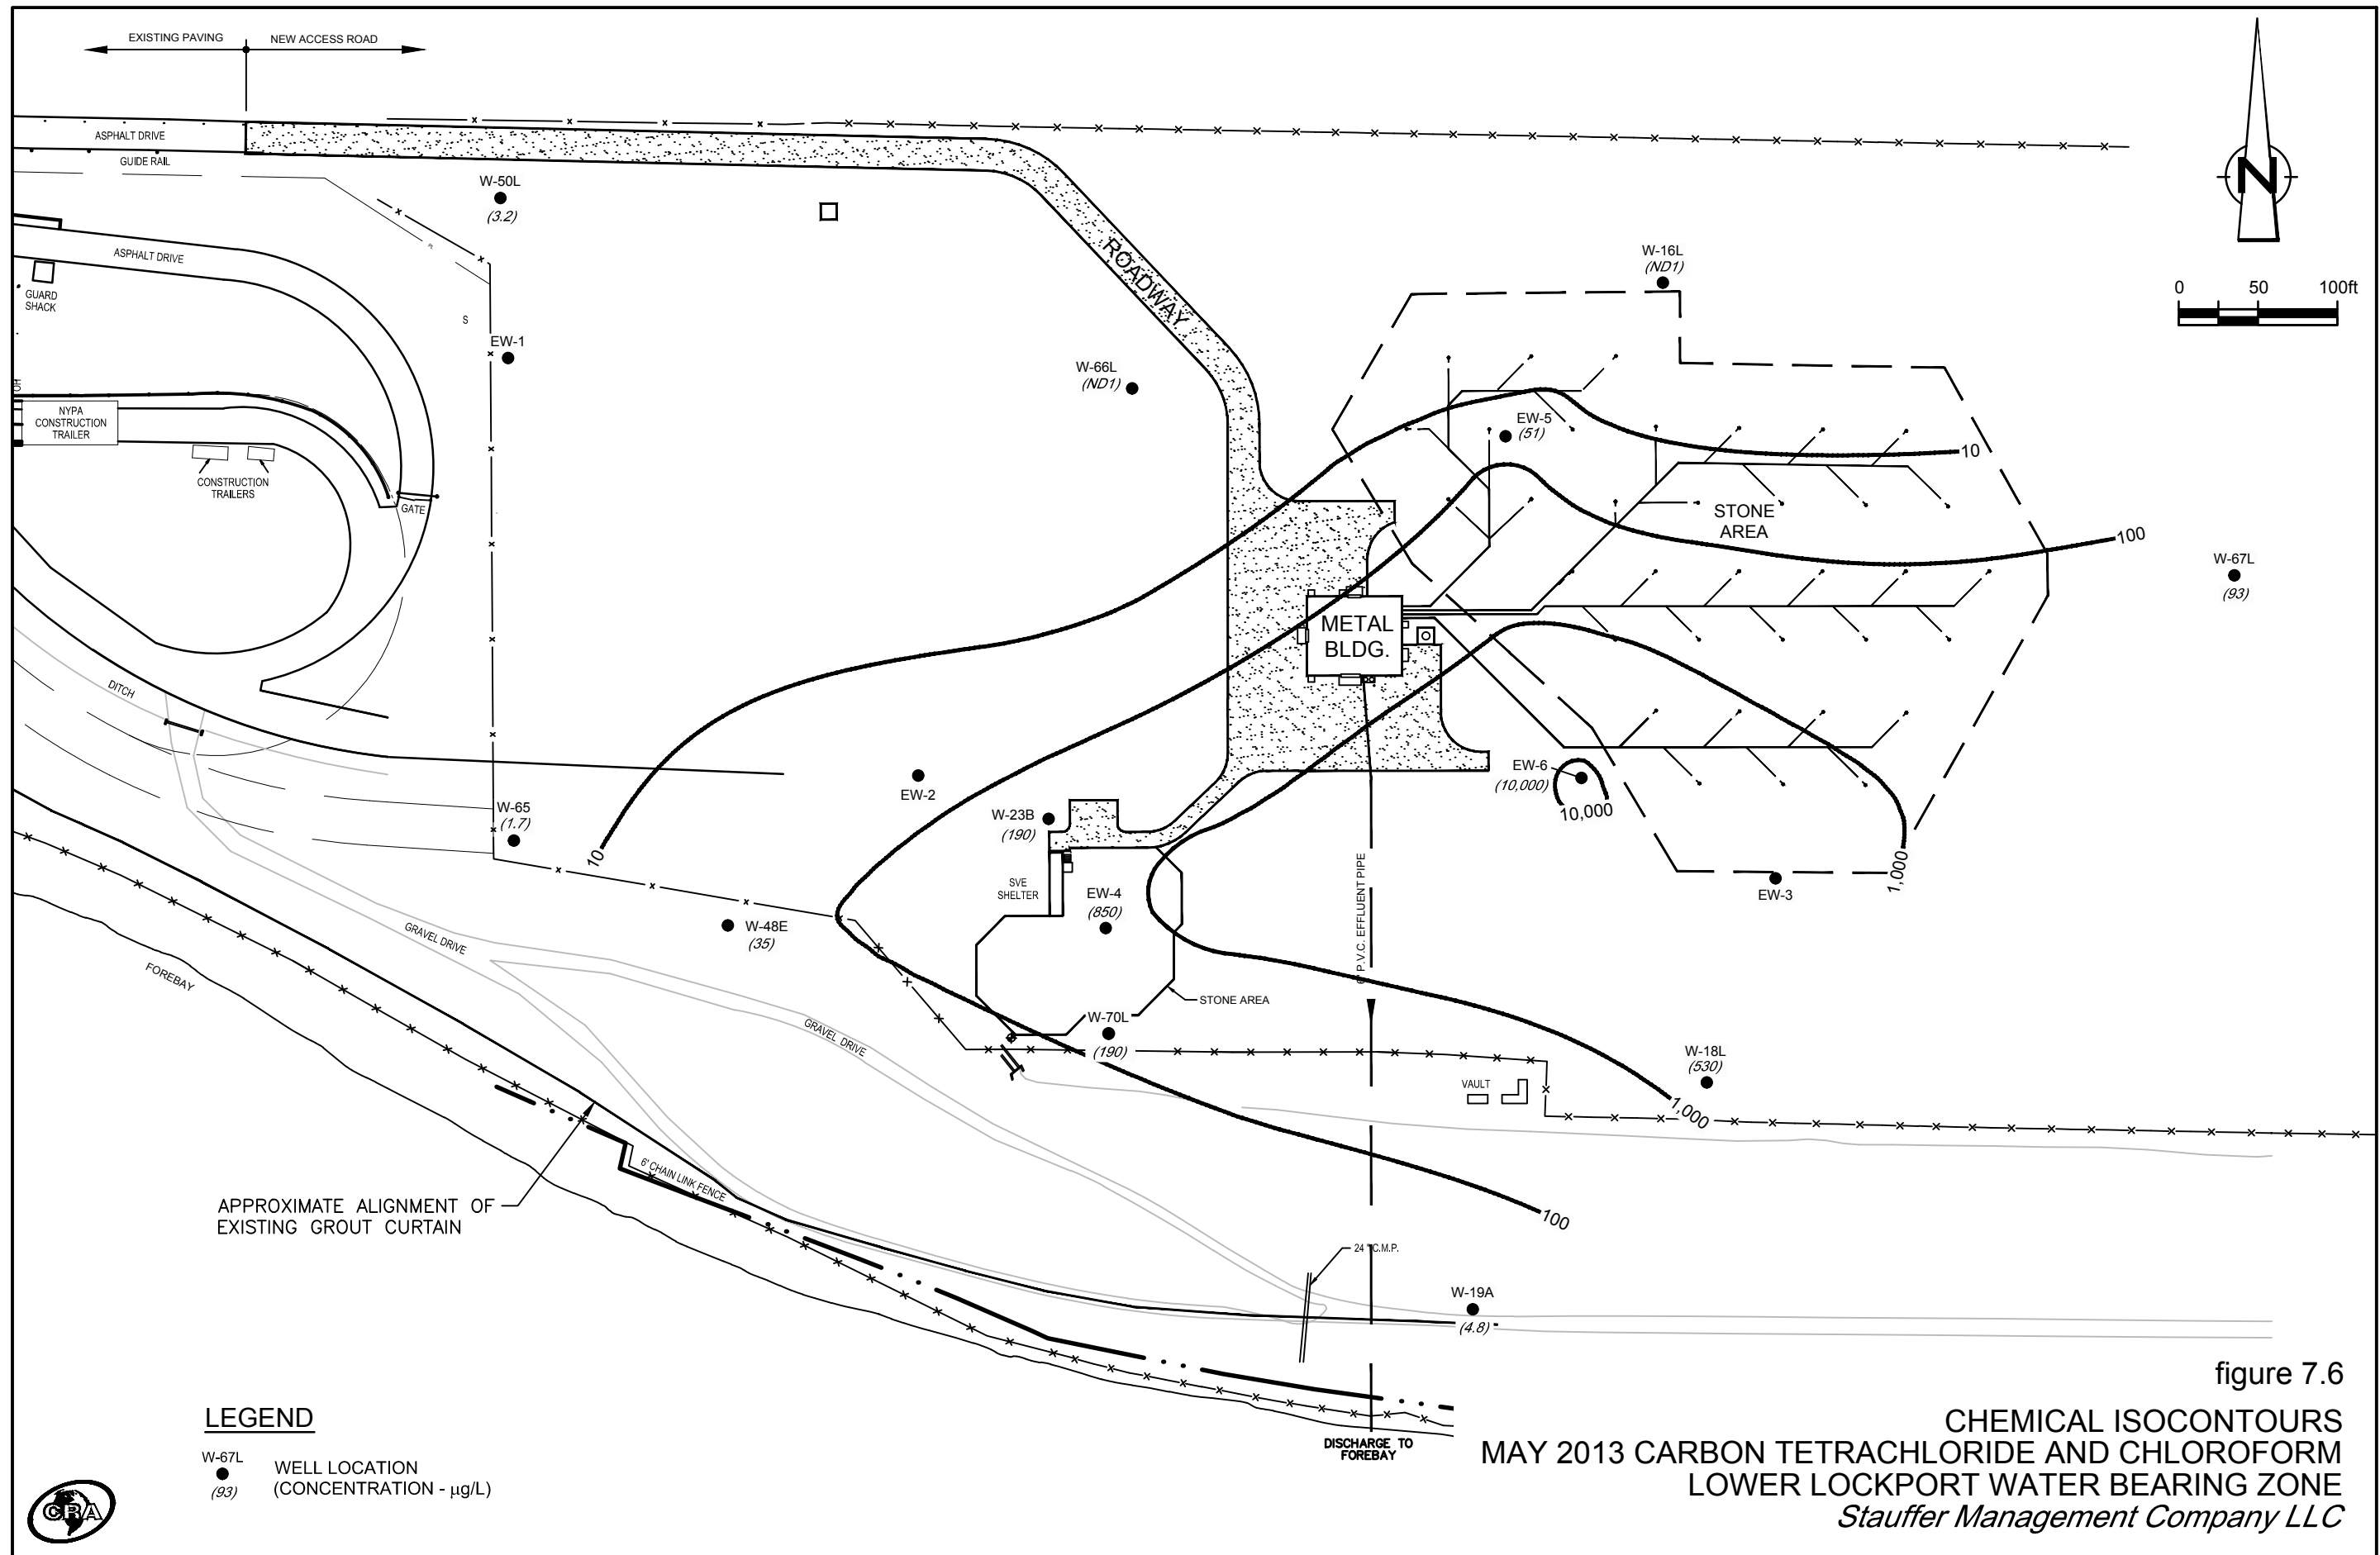 EXISTING PAVING
NEW ACCESS ROAD
ASPHALT DRIVE
GUIDE RAIL
W-50L
(3.2)
ASPHALT DRIVE
GUARD
SHACK
S
EW-1
NYPA
CONSTRUCTION
TRAILER
CONSTRUCTION
TRAILERS
GATE
ROADWAY
W-66L
(ND1)
W-16L
(ND1)
N
0 50 100ft
EW-5
(51)
10
STONE
AREA
100
W-67L
(93)
METAL
BLDG.
DITCH
EW-2
W-65
(1.7)
10
W-23B
(190)
EW-6
(10,000)
10,000
SVE
SHELTER
EW-4
(850)
6" P.V.C. EFFLUENT PIPE
1,000
EW-3
W-48E
(35)
GRAVEL DRIVE
FOREBAY
STONE AREA
GRAVEL DRIVE
W-70L
(190)
W-18L
(530)
VAULT
1,000
6' CHAIN LINK FENCE
APPROXIMATE ALIGNMENT OF
EXISTING GROUT CURTAIN
100
24" C.M.P.
W-19A
(4.8)
DISCHARGE TO
FOREBAY
LEGEND
W-67L
(93)
WELL LOCATION
(CONCENTRATION - µg/L)
CRA
figure 7.6
CHEMICAL ISOCONTOURS
MAY 2013 CARBON TETRACHLORIDE AND CHLOROFORM
LOWER LOCKPORT WATER BEARING ZONE
Stauffer Management Company LLC